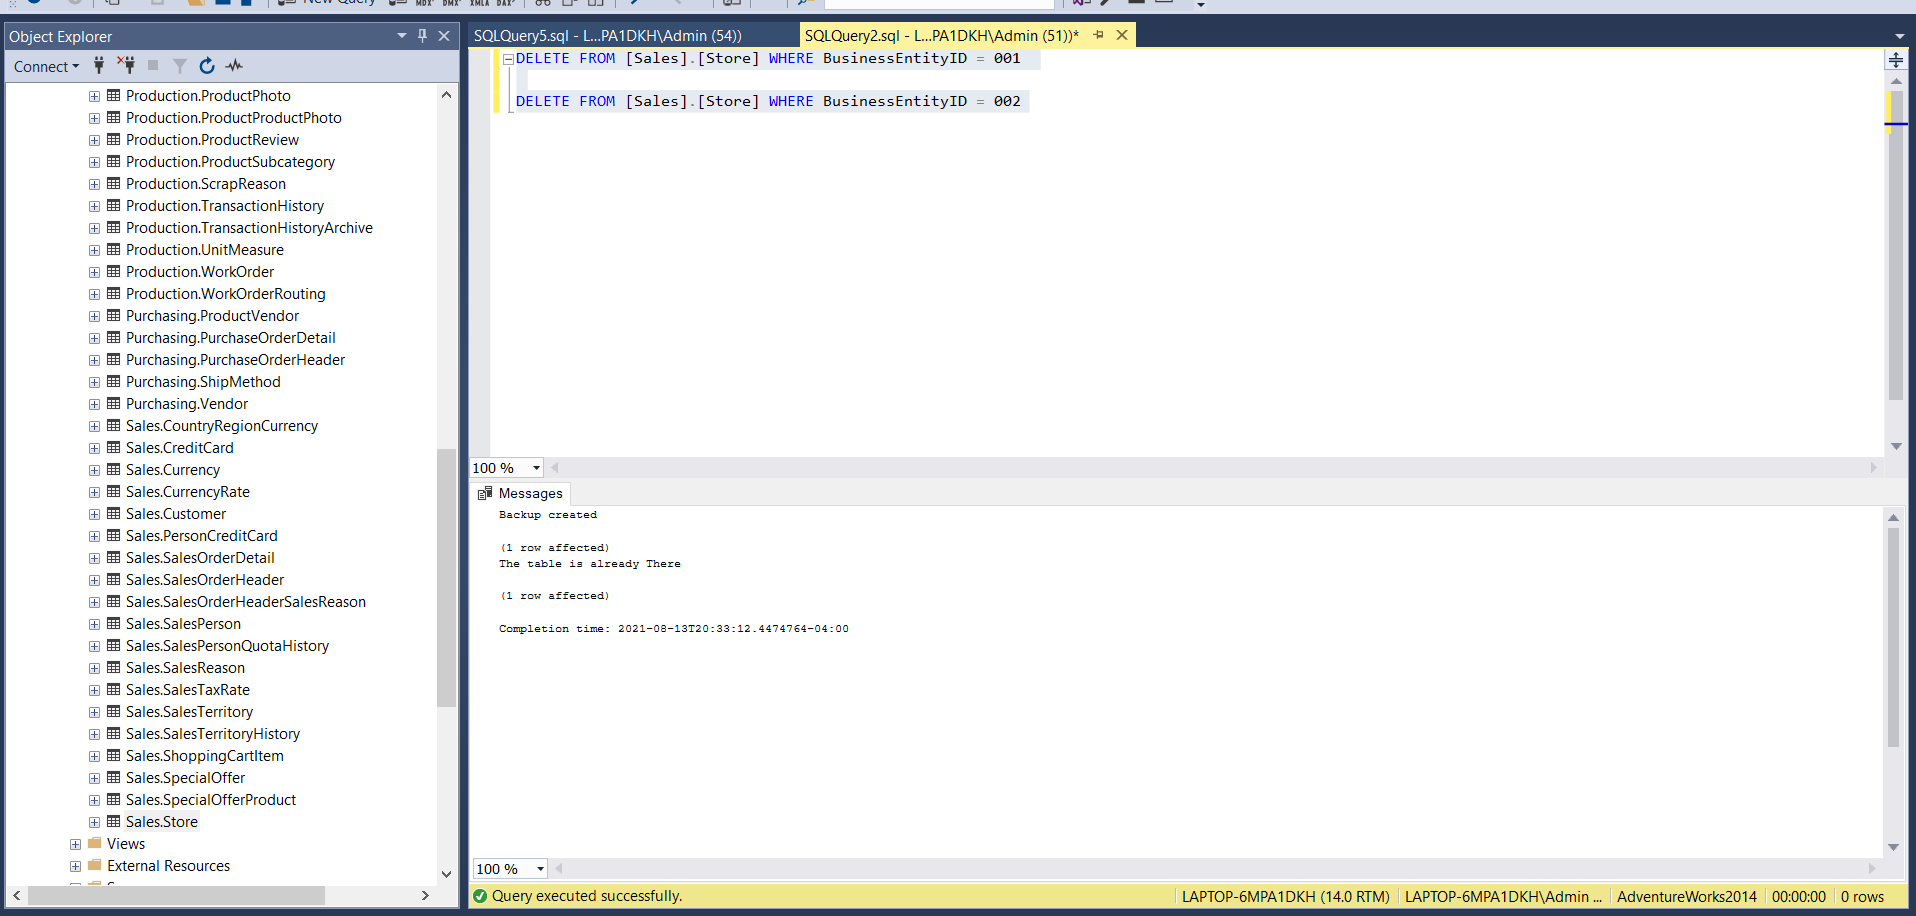 New Query
MDX
DMX
XMLA
DAX
Object Explorer
Connect
Production.ProductPhoto
Production.ProductProductPhoto
Production.ProductReview
Production.ProductSubcategory
Production.ScrapReason
Production.TransactionHistory
Production.TransactionHistoryArchive
Production.UnitMeasure
Production.WorkOrder
Production.WorkOrderRouting
Purchasing.ProductVendor
Purchasing.PurchaseOrderDetail
Purchasing.PurchaseOrderHeader
Purchasing.ShipMethod
Purchasing.Vendor
Sales.CountryRegionCurrency
Sales.CreditCard
Sales.Currency
Sales.CurrencyRate
Sales.Customer
Sales.PersonCreditCard
Sales.SalesOrderDetail
Sales.SalesOrderHeader
Sales.SalesOrderHeaderSalesReason
Sales.SalesPerson
Sales.SalesPersonQuotaHistory
Sales.SalesReason
Sales.SalesTaxRate
Sales.SalesTerritory
Sales.SalesTerritoryHistory
Sales.ShoppingCartItem
Sales.SpecialOffer
Sales.SpecialOfferProduct
Sales.Store
Views
External Resources
SQLQuery5.sql - L...PA1DKH\Admin (54))
SQLQuery2.sql - L...PA1DKH\Admin (51))*
DELETE FROM [Sales].[Store] WHERE BusinessEntityID = 001
DELETE FROM [Sales].[Store] WHERE BusinessEntityID = 002
100 %
Messages
Backup created
(1 row affected)
The table is already There
(1 row affected)
Completion time: 2021-08-13T20:33:12.4474764-04:00
100 %
Query executed successfully.
LAPTOP-6MPA1DKH (14.0 RTM)
LAPTOP-6MPA1DKH\Admin ...
AdventureWorks2014
00:00:00
0 rows